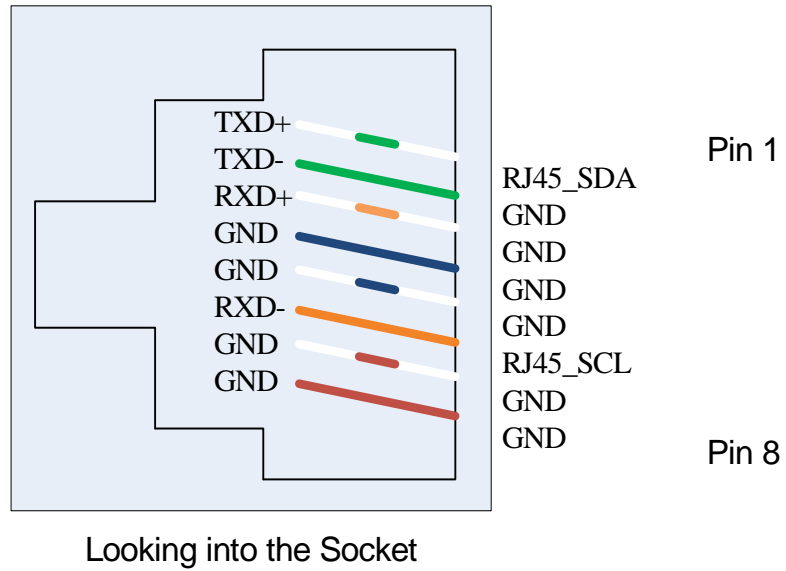 TXD+
TXD-
RXD+
GND
GND
RXD-
GND
GND
RJ45_SDA
GND
GND
GND
GND
RJ45_SCL
GND
GND
Pin 1
Pin 8
Looking into the Socket